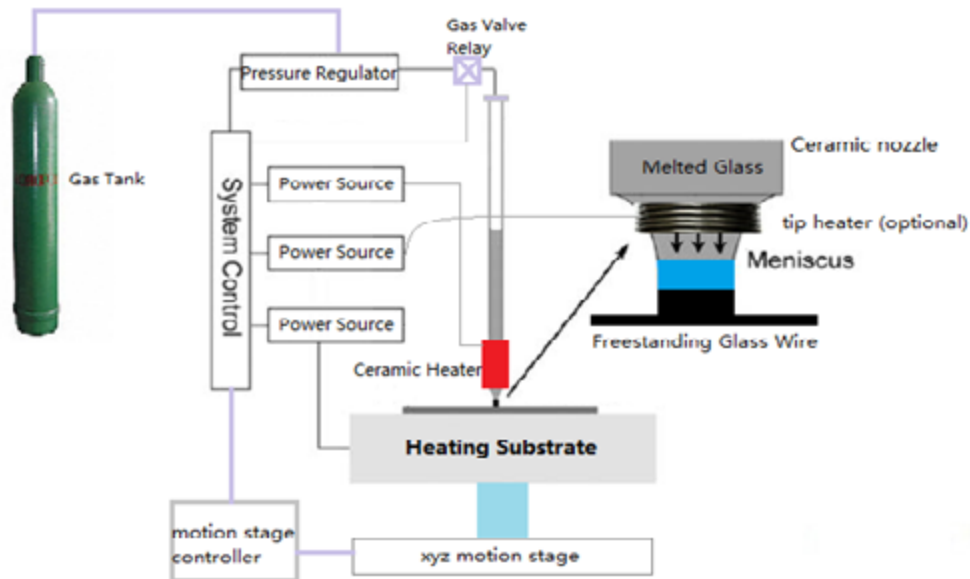 Gas Valve
Relay
Pressure Regulator
Gas Tank
System Control
Power Source
Power Source
Power Source
Ceramic Heater
Heating Substrate
motion stage
controller
xyz motion stage
Ceramic nozzle
Melted Glass
tip heater (optional)
Meniscus
Freestanding Glass Wire